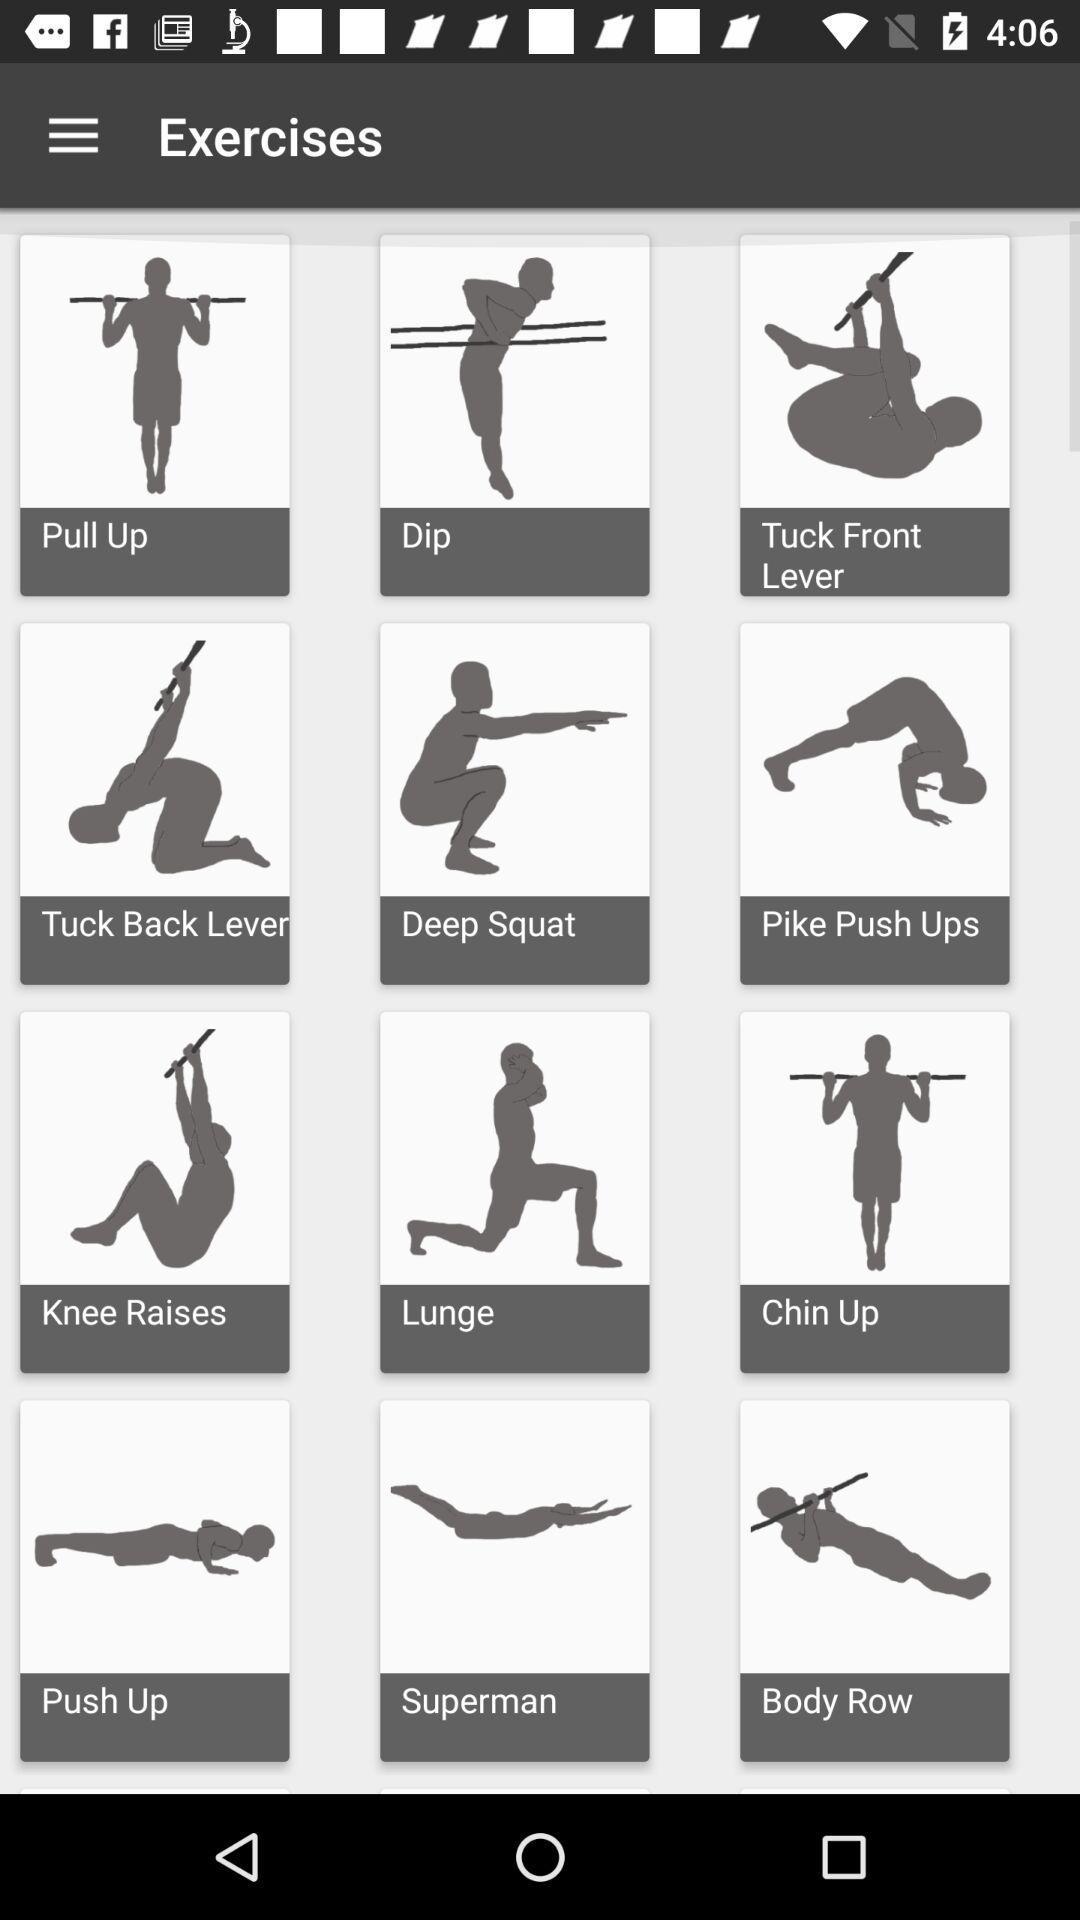 4:06
Exercises
Pull Up
Dip
Tuck Front
Lever
Tuck Back Lever
Deep Squat
Pike Push Ups
Knee Raises
Lunge
Chin Up
Push Up
Superman
Body Row